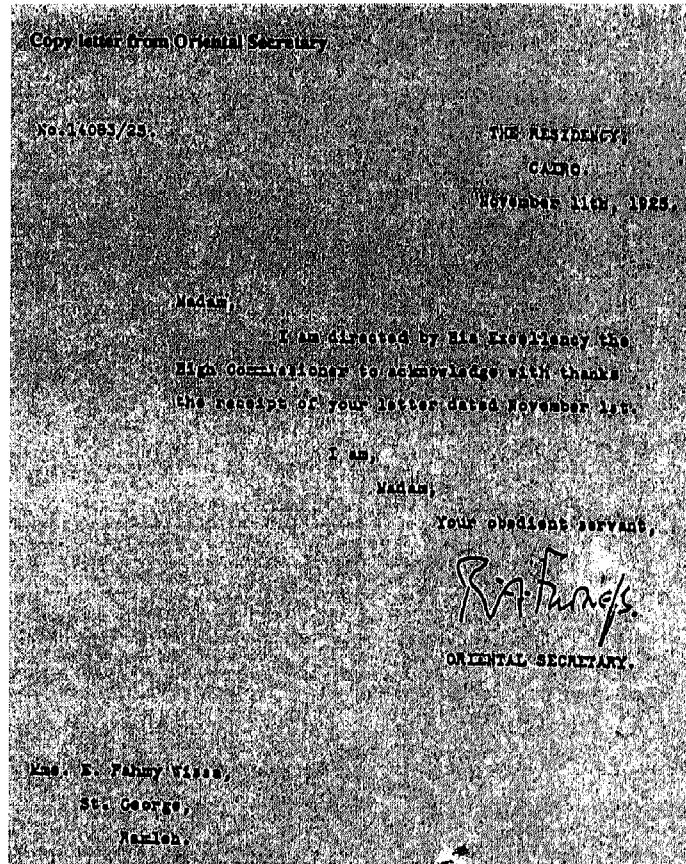 Copy letter from Oriental Secretary
No.14083/25.
THE RESIDENCY,
CAIRO
November 11th, 1925.
Madam,
I am directed by His Excellency the
High Commissioner to acknowledge with thanks
the receipt of your letter dated November 1st.
I am,
Madam,
Your obedient servant,
R.A.Furness.
ORIENTAL SECRETARY.
Mme. E. Fahmy Wissa,
St. George,
Ramleh.